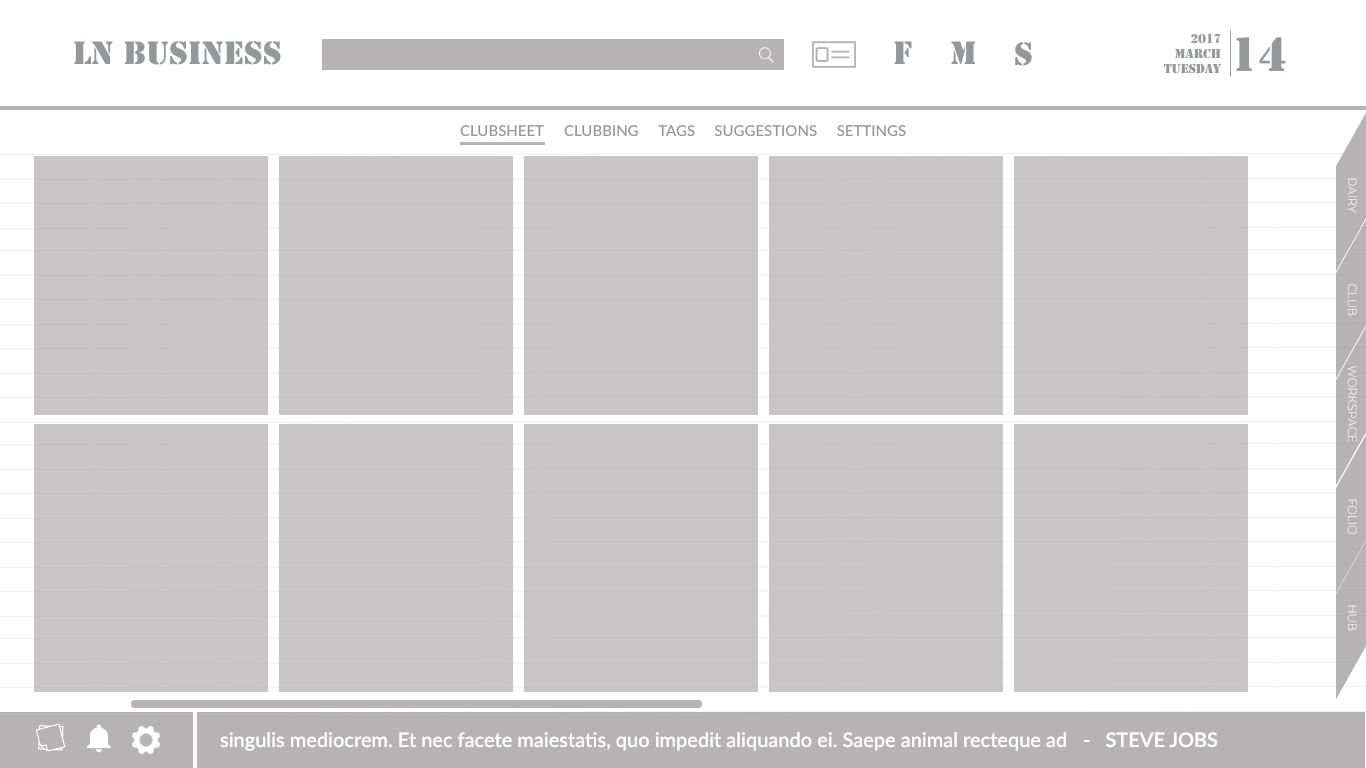 LN BUSINESS
F M S
2017
MARCH
TUESDAY
14
CLUBSHEET CLUBBING TAGS SUGGESTIONS SETTINGS
DAIRY
CLUB
WORKSPACE
FOLIO
HUB
singulis mediocrem. Et nec facete maiestatis, quo impedit aliquando ei. Saepe animal recteque ad - STEVE JOBS